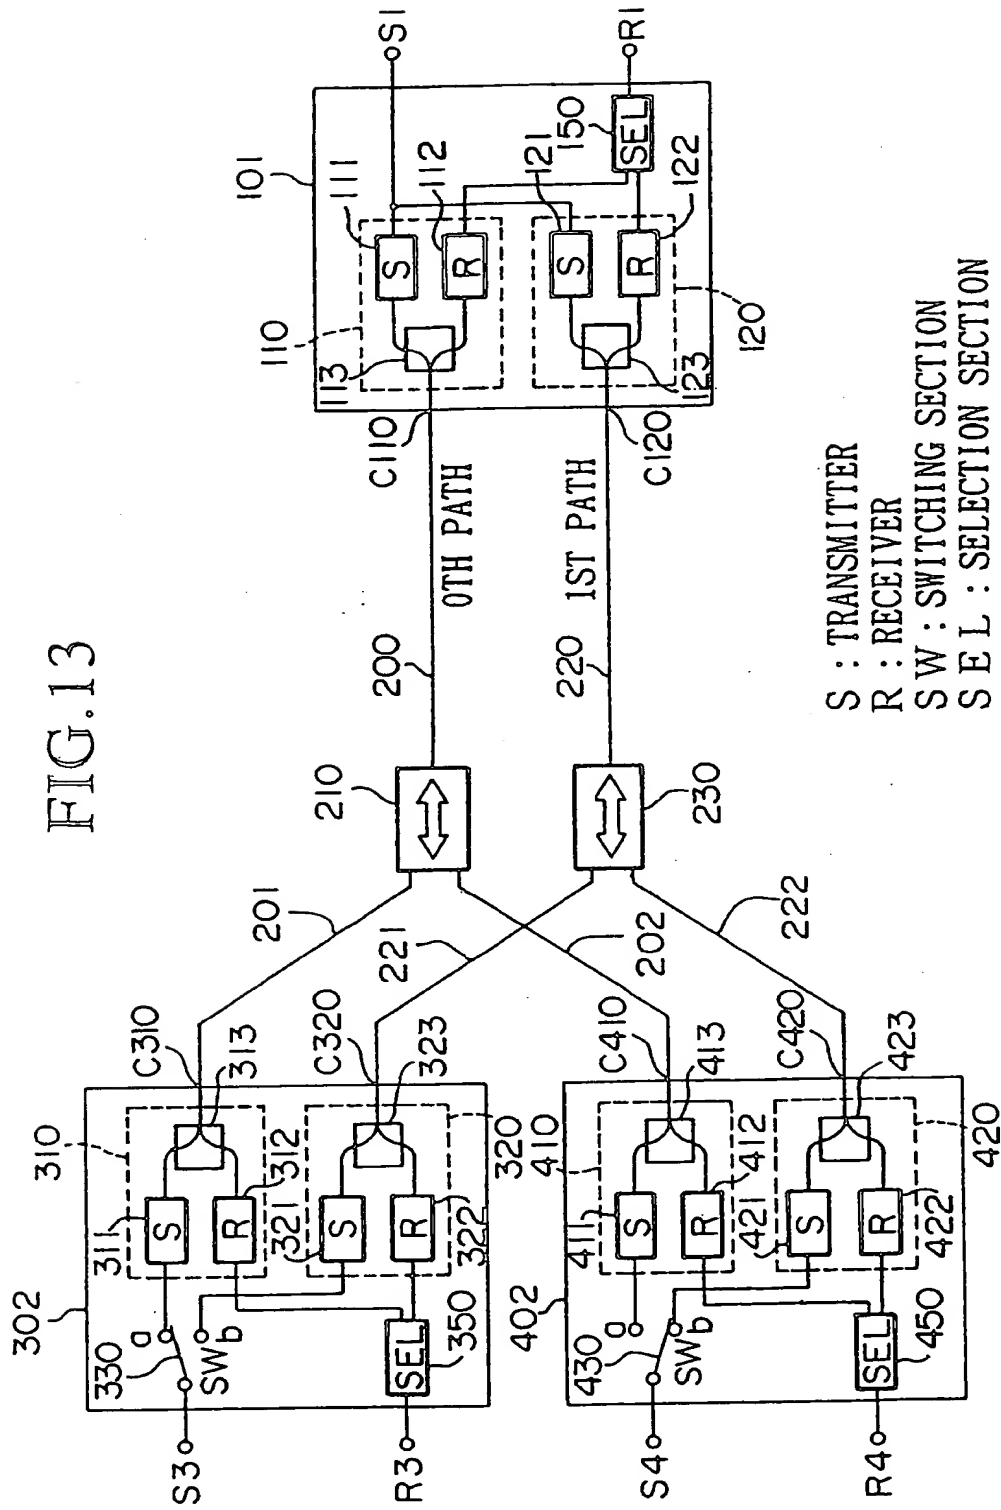 FIG.13
S3
R3
302
330
a
SW
b
310
311
S
312
R
313
C310
321
S
322
R
323
C320
320
SEL
350
S4
R4
402
430
a
SW
b
410
411
S
412
R
413
C410
421
S
422
R
423
C420
420
SEL
450
201
221
202
222
210
230
200
220
0TH PATH
1ST PATH
C110
C120
101
110
111
S
112
R
113
120
121
S
122
R
123
150
SEL
S1
R1
S : TRANSMITTER
R : RECEIVER
SW : SWITCHING SECTION
SEL : SELECTION SECTION